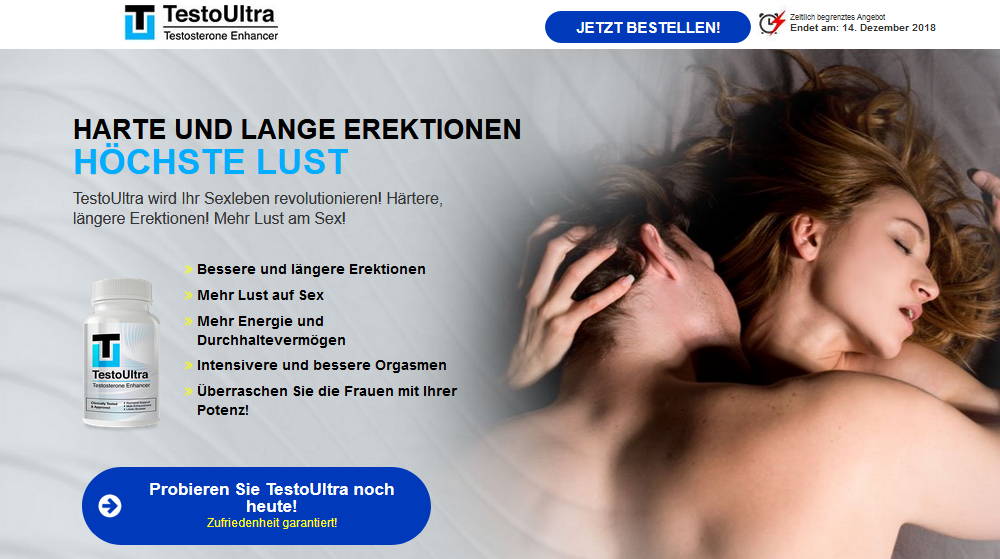 TestoUltra
Testosterone Enhancer
JETZT BESTELLEN!
Zeitlich begrenztes Angebot
Endet am: 14. Dezember 2018
HARTE UND LANGE EREKTIONEN
HÖCHSTE LUST
TestoUltra wird Ihr Sexleben revolutionieren! Härtere,
längere Erektionen! Mehr Lust am Sex!
Bessere und längere Erektionen
Mehr Lust auf Sex
Mehr Energie und
Durchhaltevermögen
Intensivere und bessere Orgasmen
Überraschen Sie die Frauen mit Ihrer
Potenz!
TestoUltra
Testosterone Enhancer
Clinically Tested
& Approved
Probieren Sie TestoUltra noch
heute!
Zufriedenheit garantiert!